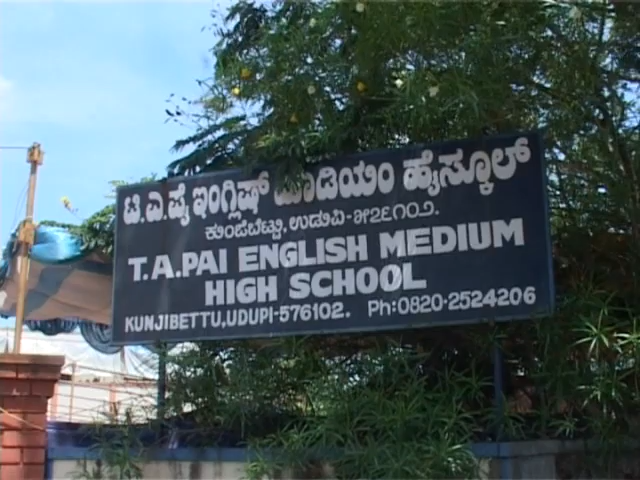 ಟಿ.ಎ.ಪೈ ಇಂಗ್ಲಿಷ್ ಮೀಡಿಯಂ ಹೈಸ್ಕೂಲ್
ಕುಂಜಿಬೆಟ್ಟು, ಉಡುಪಿ-೫೭೬೧೦೨.
T.A.PAI ENGLISH MEDIUM
HIGH SCHOOL
KUNJIBETTU,UDUPI-576102. Ph:0820-2524206